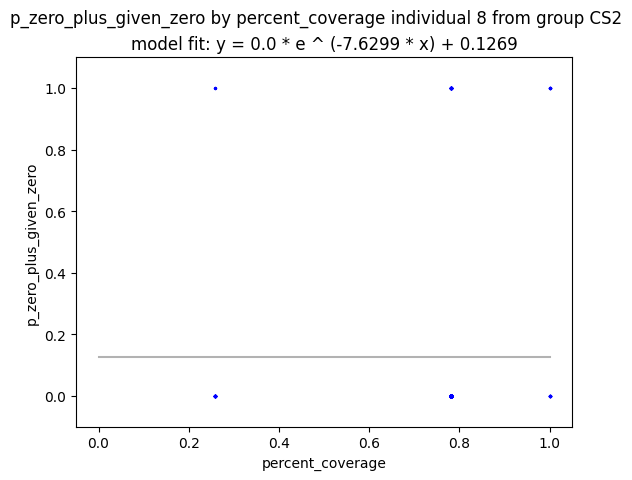 p_zero_plus_given_zero by percent_coverage individual 8 from group CS2
model fit: y = 0.0 * e ^ (-7.6299 * x) + 0.1269
1.0
0.8
0.6
0.4
0.2
0.0
p_zero_plus_given_zero
0.0 0.2 0.4 0.6 0.8 1.0
percent_coverage